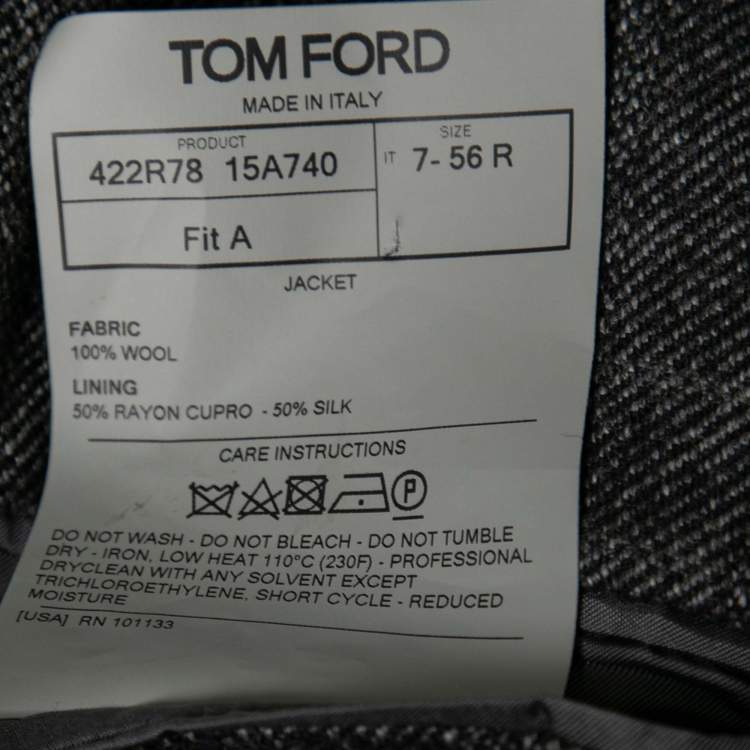 TOM FORD
MADE IN ITALY
PRODUCT
422R78 15A740
SIZE
IT 7- 56 R
Fit A
JACKET
FABRIC
100% WOOL
LINING
50% RAYON CUPRO - 50% SILK
CARE INSTRUCTIONS
P
DO NOT WASH - DO NOT BLEACH - DO NOT TUMBLE
DRY - IRON, LOW HEAT 110°C (230F) - PROFESSIONAL
DRYCLEAN WITH ANY SOLVENT EXCEPT
TRICHLOROETHYLENE. SHORT CYCLE - REDUCED
MOISTURE
[USA] RN 101133